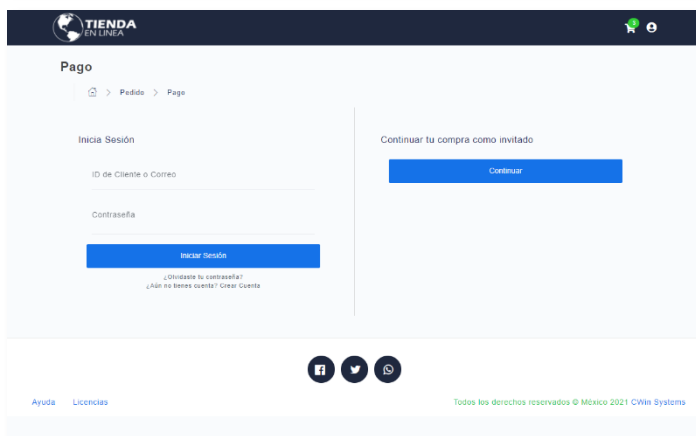 TIENDA
EN LINEA
3
Pago
Pedido > Pago
Inicia Sesión
Continuar tu compra como invitado
ID de Cliente o Correo
Continuar
Contraseña
Iniciar Sesión
¿Olvidaste tu contraseña?
¿Aún no tienes cuenta? Crear Cuenta
Ayuda Licencias
Todos los derechos reservados © México 2021 CWin Systems